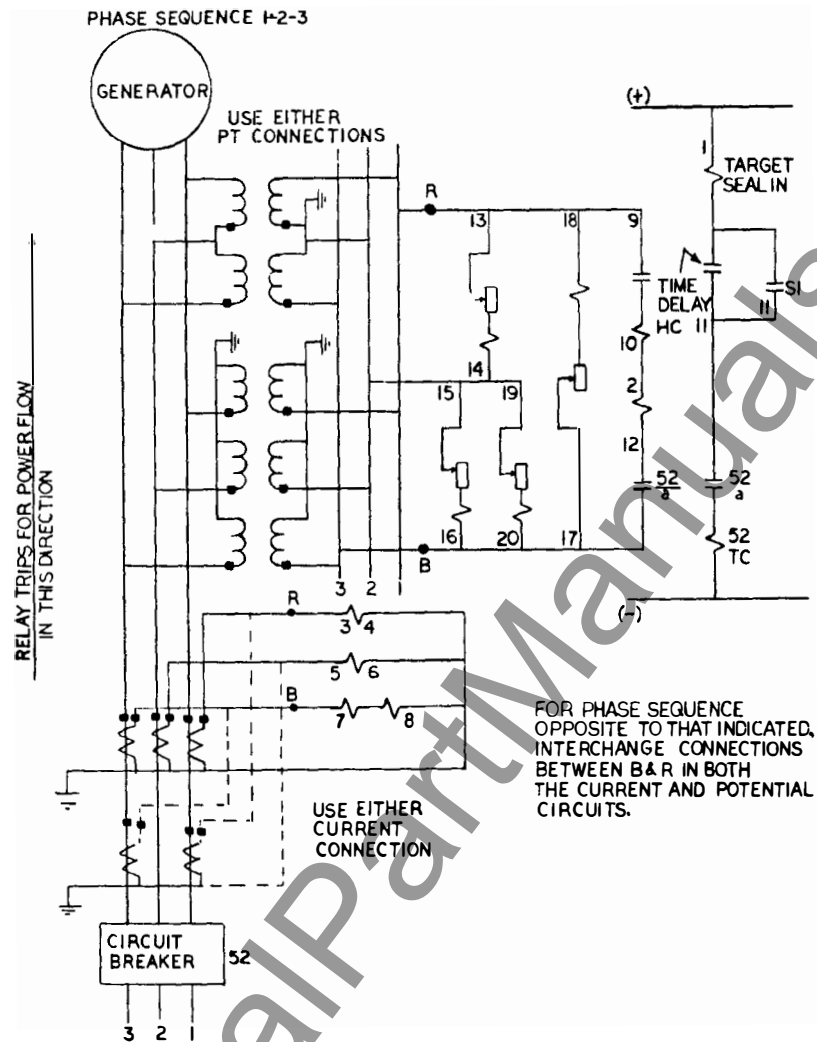 PHASE SEQUENCE 1-2-3
GENERATOR
USE EITHER
PT CONNECTIONS
(+)
1
TARGET
SEAL IN
R
13
18
9
TIME
DELAY
HC 11
SI
11
10
14
2
15
19
12
52
a
52
a
16
20
17
52
TC
B
3 2 1
(-)
RELAY TRIPS FOR POWER FLOW
IN THIS DIRECTION
R
3 4
5 6
B
7 8
FOR PHASE SEQUENCE
OPPOSITE TO THAT INDICATED,
INTERCHANGE CONNECTIONS
BETWEEN B & R IN BOTH
THE CURRENT AND POTENTIAL
CIRCUITS.
USE EITHER
CURRENT
CONNECTION
CIRCUIT
BREAKER
52
3 2 1
alPartManuals